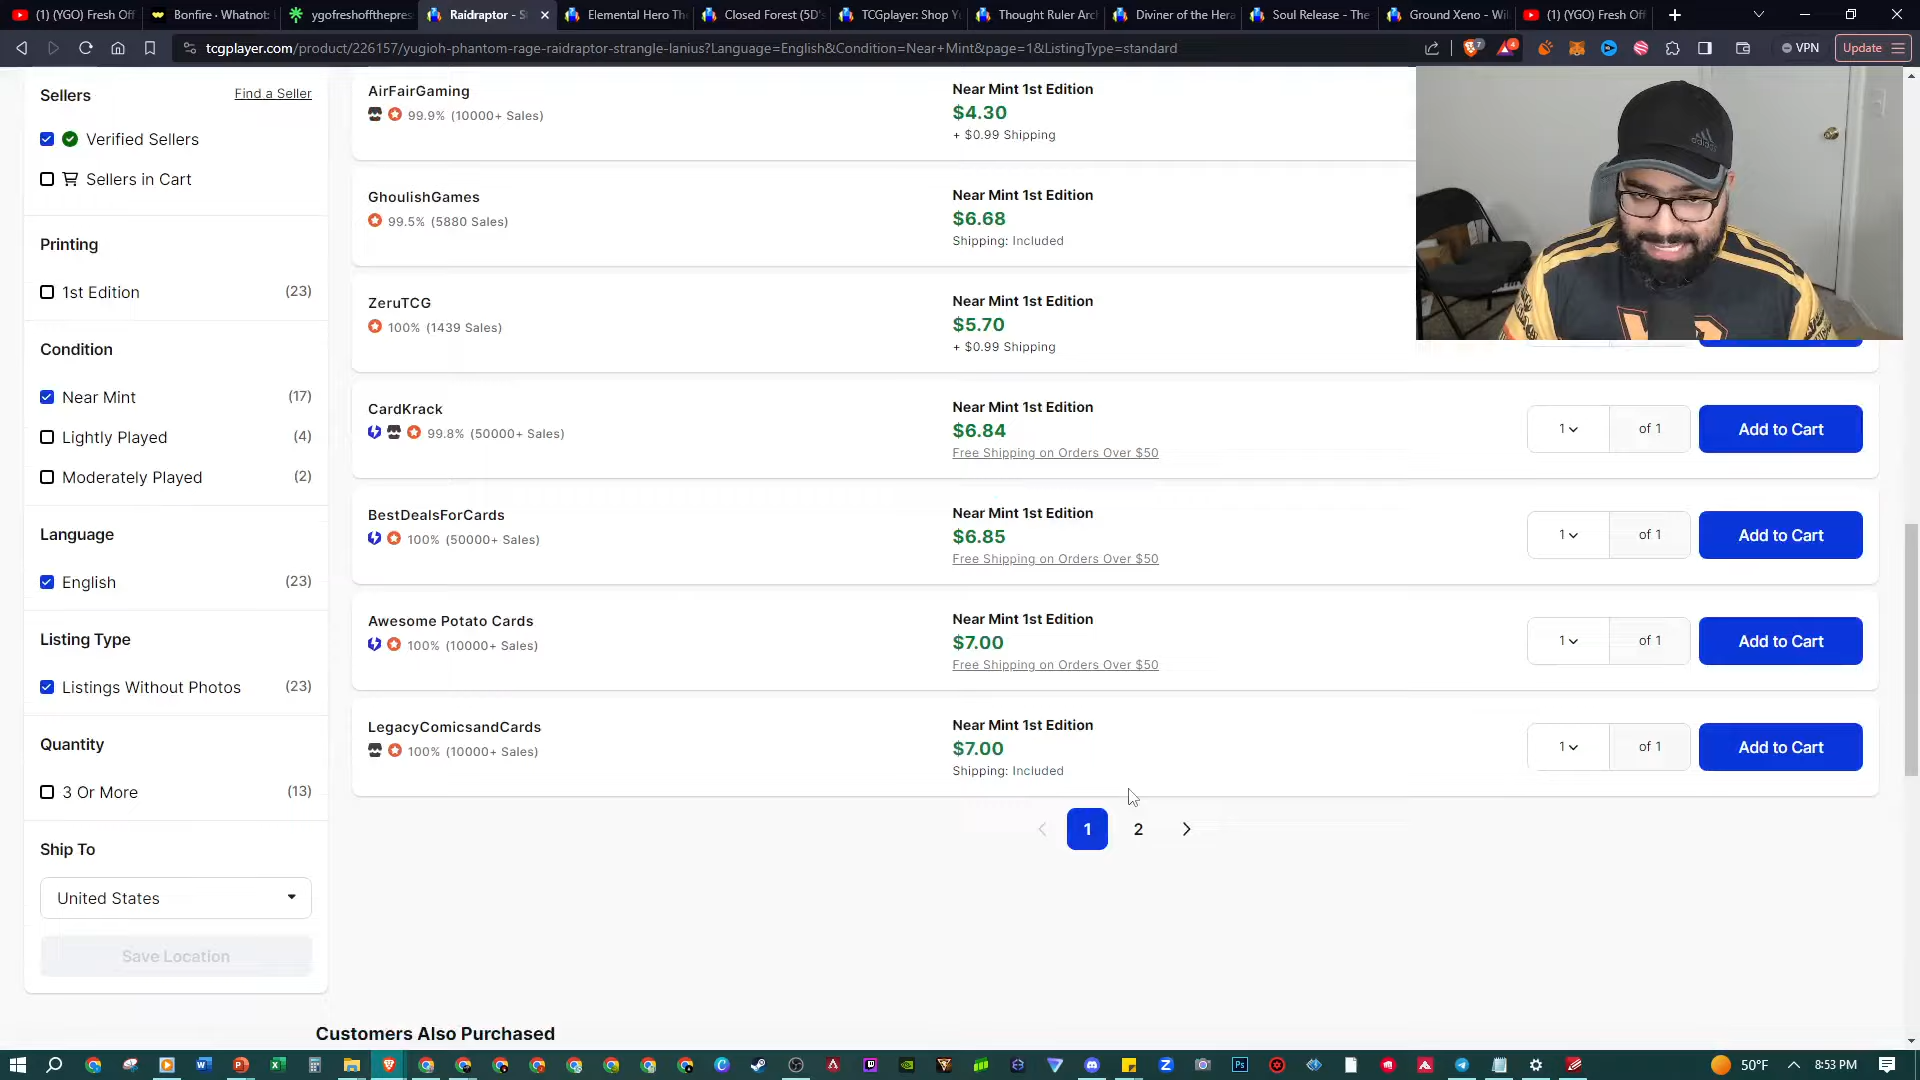 (1) (YGO) Fresh Off
Bonfire - Whatnot:
ygofreshoffthepres
Raidraptor - S
Elemental Hero The
Closed Forest (5D's
TCGplayer: Shop Y
Thought Ruler Arc
Diviner of the Hera
Soul Release - The
Ground Xeno - Wil
(1) (YGO) Fresh Off
tcgplayer.com/product/226157/yugioh-phantom-rage-raidraptor-strangle-lanius?Language=English&Condition=Near+Mint&page=1&ListingType=standard
VPN
Update
Sellers
Find a Seller
Verified Sellers
Sellers in Cart
Printing
1st Edition (23)
Condition
Near Mint (17)
Lightly Played (4)
Moderately Played (2)
Language
English (23)
Listing Type
Listings Without Photos (23)
Quantity
3 Or More (13)
Ship To
United States
Save Location
AirFairGaming
99.9% (10000+ Sales)
Near Mint 1st Edition
$4.30
+ $0.99 Shipping
GhoulishGames
99.5% (5880 Sales)
Near Mint 1st Edition
$6.68
Shipping: Included
ZeruTCG
100% (1439 Sales)
Near Mint 1st Edition
$5.70
+ $0.99 Shipping
CardKrack
99.8% (50000+ Sales)
Near Mint 1st Edition
$6.84
Free Shipping on Orders Over $50
1 of 1 Add to Cart
BestDealsForCards
100% (50000+ Sales)
Near Mint 1st Edition
$6.85
Free Shipping on Orders Over $50
1 of 1 Add to Cart
Awesome Potato Cards
100% (10000+ Sales)
Near Mint 1st Edition
$7.00
Free Shipping on Orders Over $50
1 of 1 Add to Cart
LegacyComicsandCards
100% (10000+ Sales)
Near Mint 1st Edition
$7.00
Shipping: Included
1 of 1 Add to Cart
1 2
Customers Also Purchased
adidas
50°F
8:53 PM